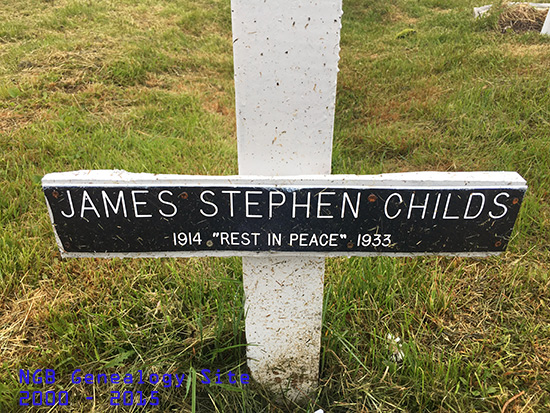 JAMES STEPHEN CHILDS
1914 "REST IN PEACE" 1933
NGB Genealogy Site
2000 - 2015